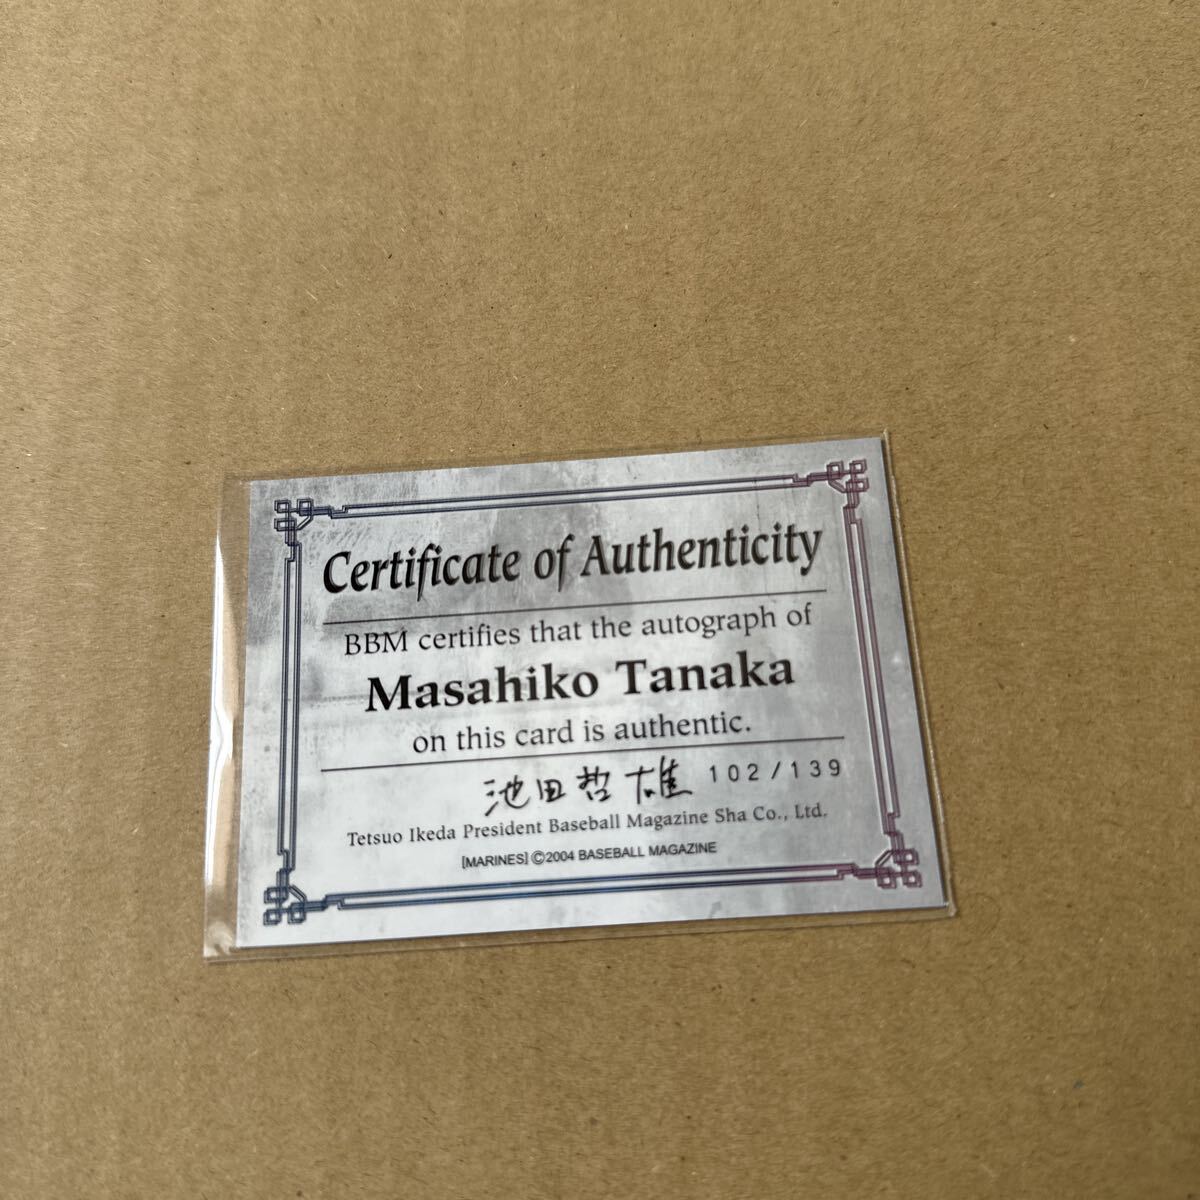 Certificate of Authenticity
BBM certifies that the autograph of
Masahiko Tanaka
on this card is authentic.
池田哲雄 102/139
Tetsuo Ikeda President Baseball Magazine Sha Co., Ltd.
[MARINES] ©2004 BASEBALL MAGAZINE